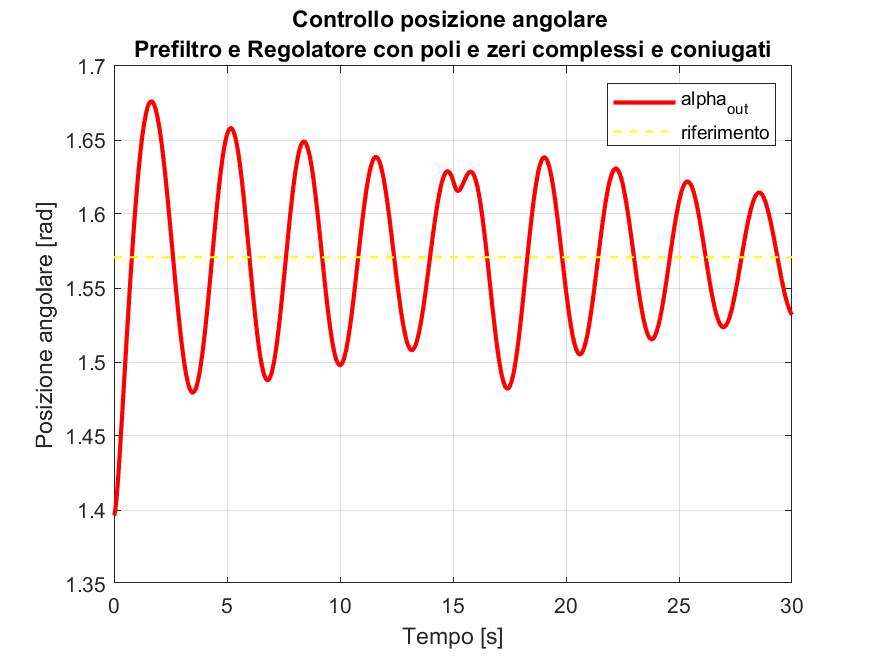 Controllo posizione angolare
Prefiltro e Regolatore con poli e zeri complessi e coniugati
1.7
1.65
1.6
1.55
1.5
1.45
1.4
1.35
Posizione angolare [rad]
alpha_out
riferimento
0 5 10 15 20 25 30
Tempo [s]